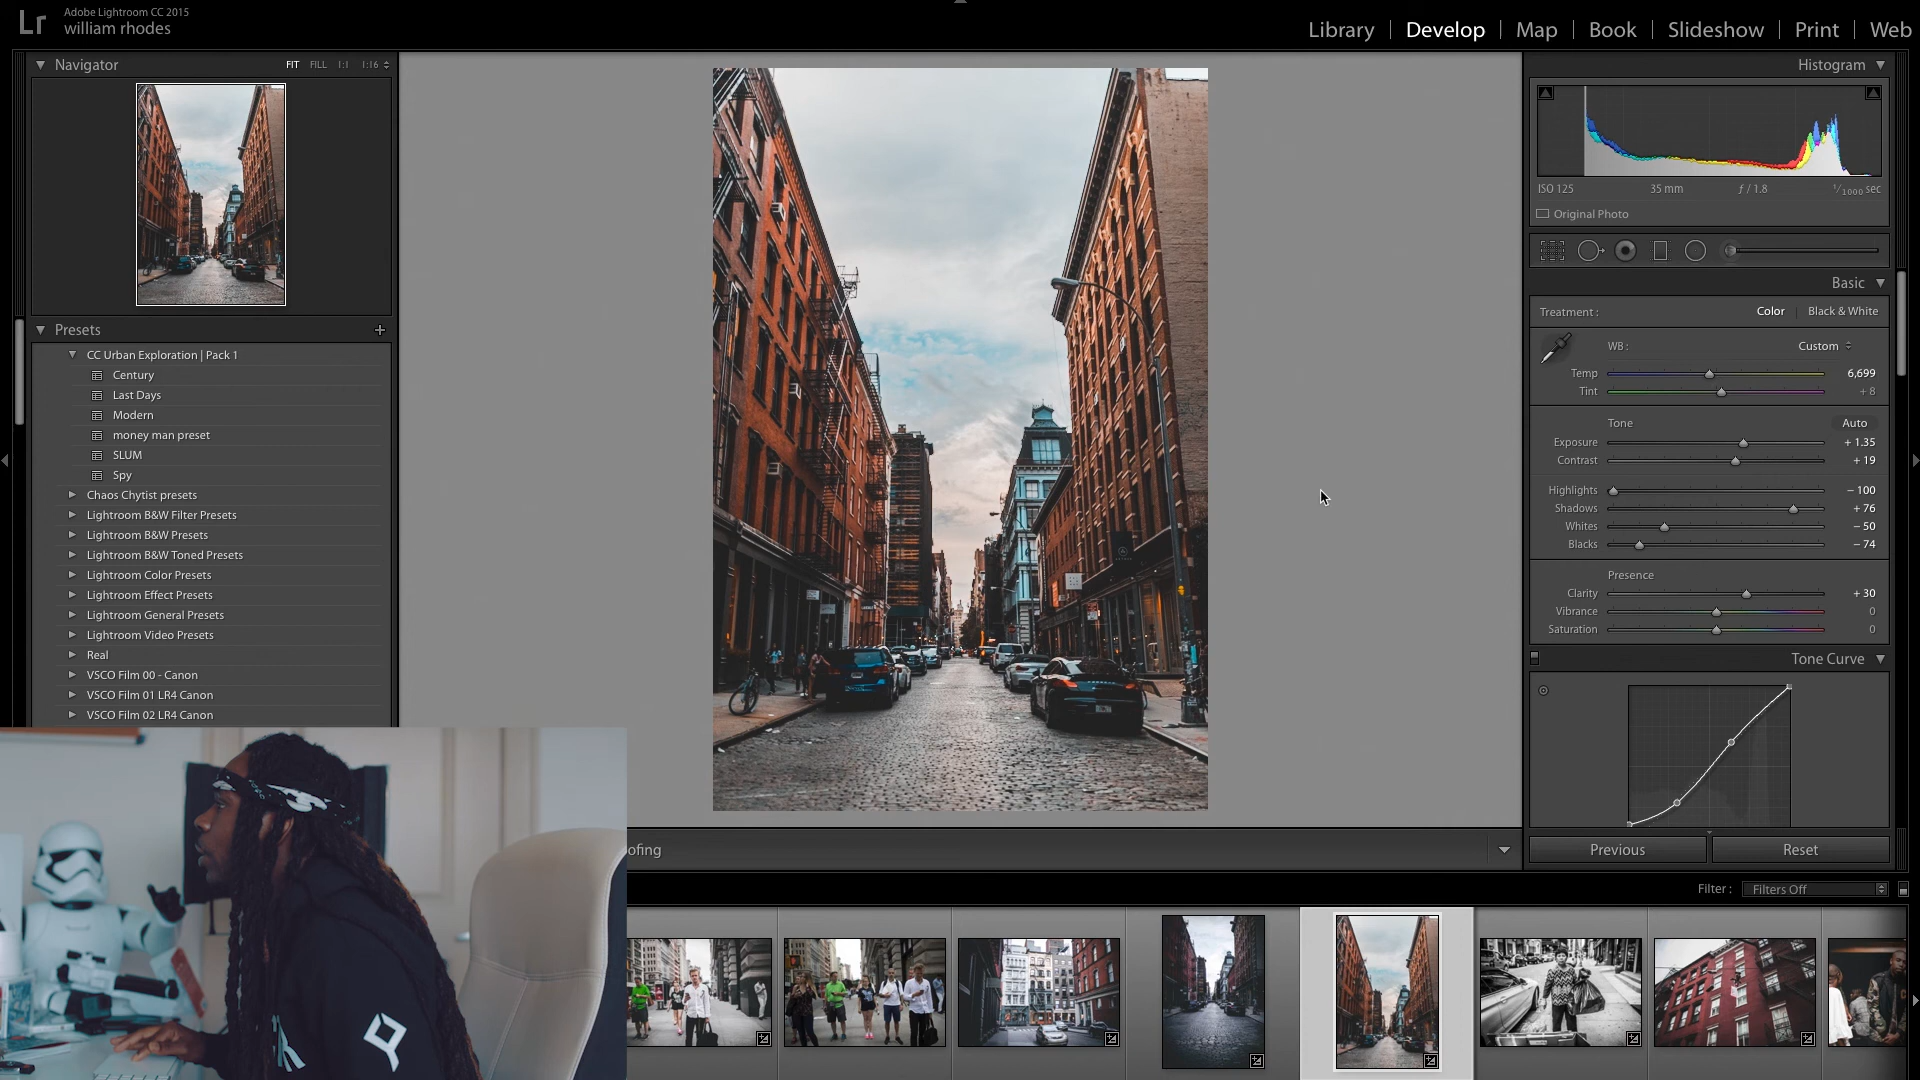 Lr
Adobe Lightroom CC 2015
william rhodes
Library | Develop | Map | Book | Slideshow | Print | Web
Navigator
FIT FILL 1:1 1:16
Presets +
CC Urban Exploration | Pack 1
Century
Last Days
Modern
money man preset
SLUM
Spy
Chaos Chytist presets
Lightroom B&W Filter Presets
Lightroom B&W Presets
Lightroom B&W Toned Presets
Lightroom Color Presets
Lightroom Effect Presets
Lightroom General Presets
Lightroom Video Presets
Real
VSCO Film 00 - Canon
VSCO Film 01 LR4 Canon
VSCO Film 02 LR4 Canon
Histogram
ISO 125 35 mm ƒ / 1.8 1/1000 sec
Original Photo
Basic
Treatment : Color | Black & White
WB : Custom
Temp 6,699
Tint + 8
Tone Auto
Exposure + 1.35
Contrast + 19
Highlights − 100
Shadows + 76
Whites − 50
Blacks − 74
Presence
Clarity + 30
Vibrance 0
Saturation 0
Tone Curve
Previous Reset
ofing
Filter : Filters Off